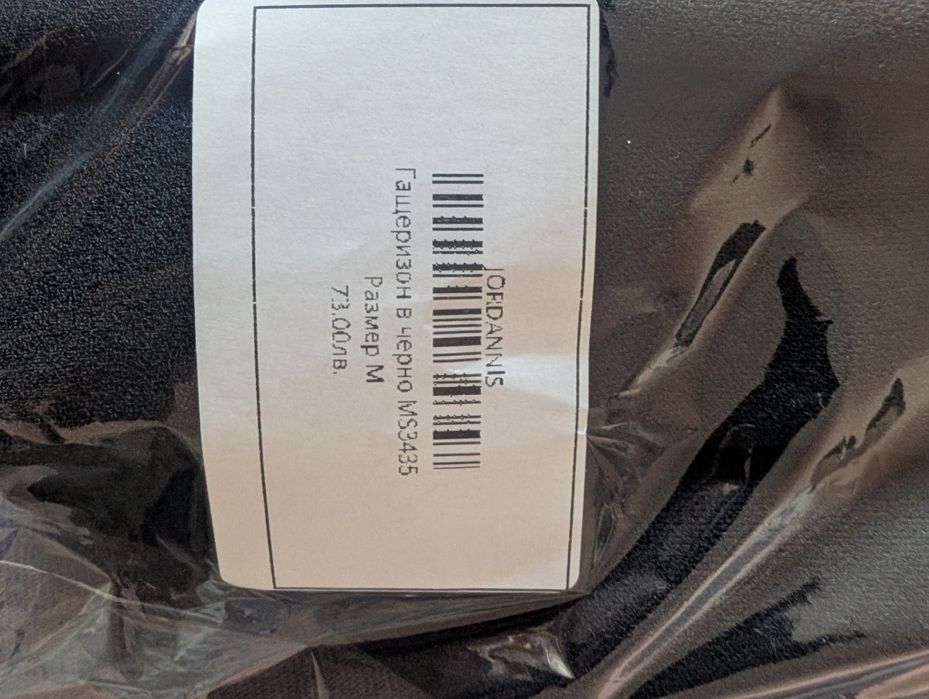 JORDANNIS
Гащеризон в черно MS3435
Размер M
73.00лв.